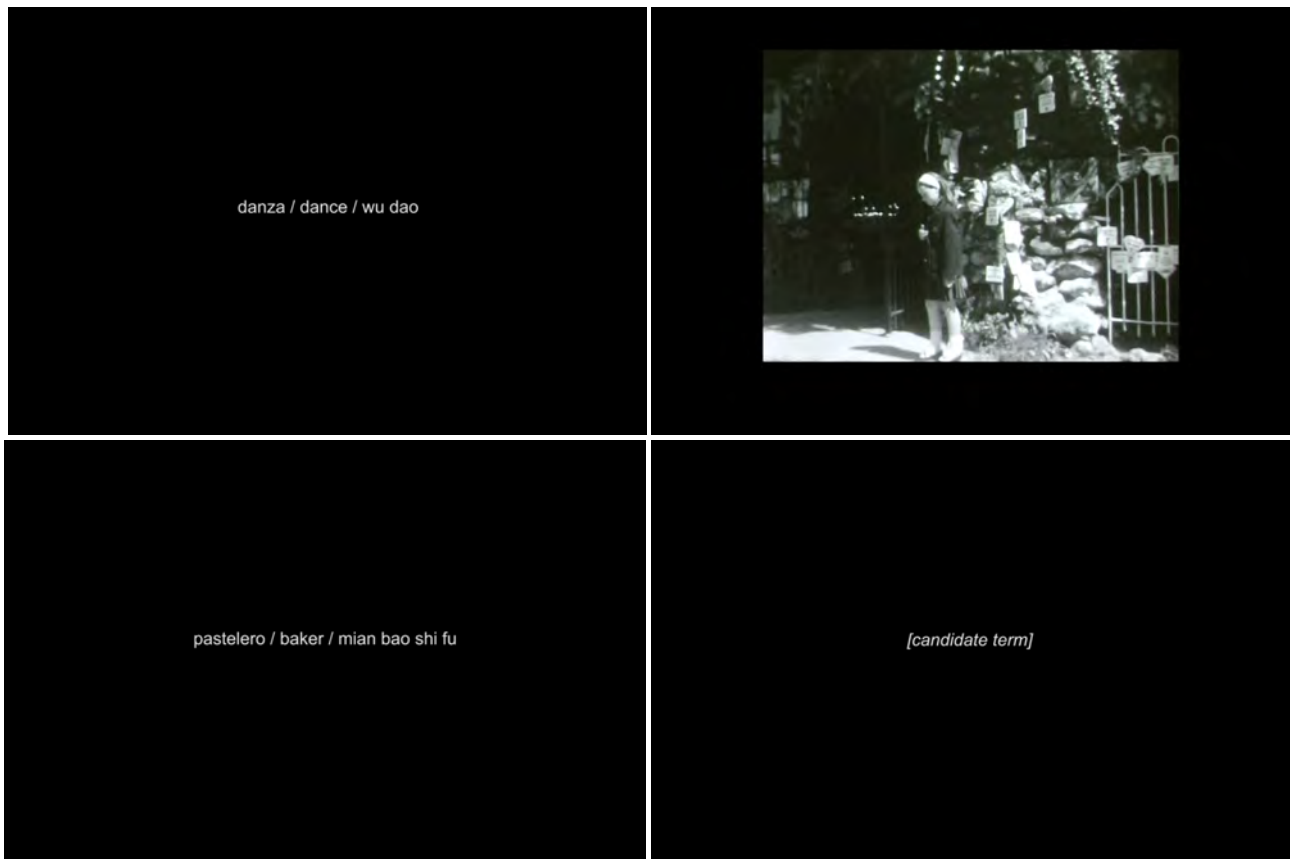 danza / dance / wu dao
pastelero / baker / mian bao shi fu
[candidate term]